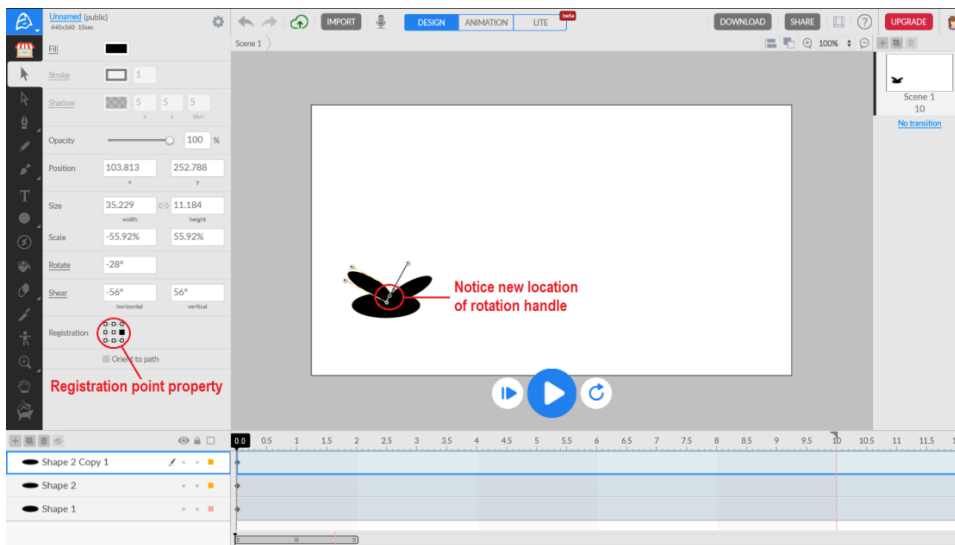 Unnamed (public)
640x360 10sec
IMPORT
DESIGN ANIMATION LITE beta
DOWNLOAD SHARE ? UPGRADE
Fill
Scene 1
100%
Stroke 1
Shadow 5 5 5
x y blur
Scene 1
10
No transition
Opacity 100 %
Position 103.813 252.788
x y
Size 35.229 11.184
width height
Scale -55.92% 55.92%
Rotate -28°
Shear -56° 56°
horizontal vertical
Registration
Orient to path
Registration point property
Notice new location
of rotation handle
0.0 0.5 1 1.5 2 2.5 3 3.5 4 4.5 5 5.5 6 6.5 7 7.5 8 8.5 9 9.5 10 10.5 11 11.5
Shape 2 Copy 1
Shape 2
Shape 1